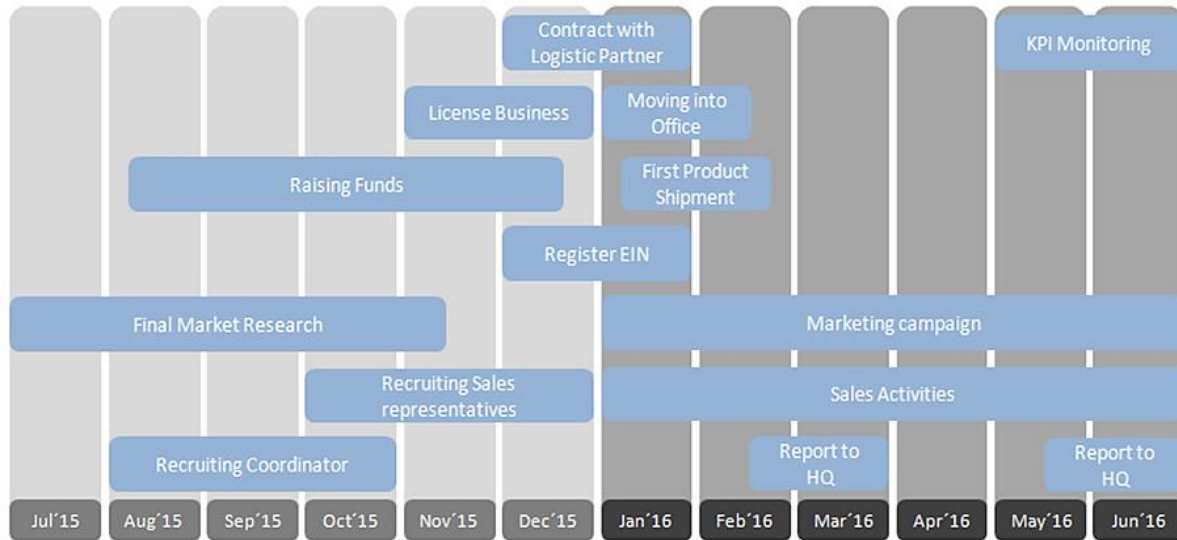 Contract with
Logistic Partner
KPI Monitoring
License Business
Moving into
Office
Raising Funds
First Product
Shipment
Register EIN
Final Market Research
Marketing campaign
Recruiting Sales
representatives
Sales Activities
Recruiting Coordinator
Report to
HQ
Report to
HQ
Jul´15 Aug´15 Sep´15 Oct´15 Nov´15 Dec´15 Jan´16 Feb´16 Mar´16 Apr´16 May´16 Jun´16